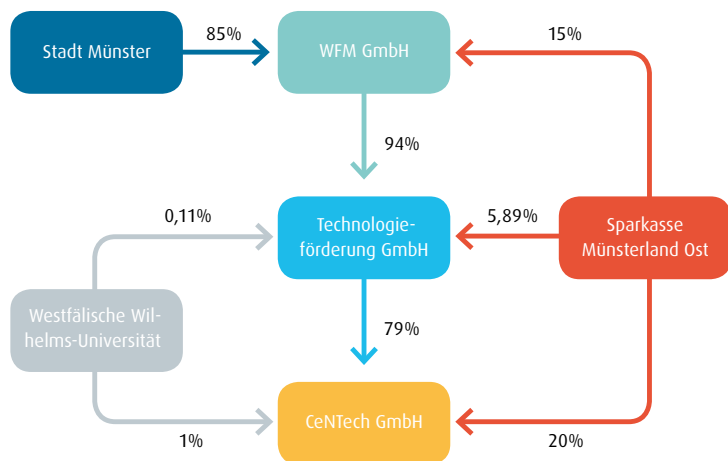 85%
15%
Stadt Münster
WFM GmbH
94%
0,11%
5,89%
Technologie-
förderung GmbH
Sparkasse
Münsterland Ost
Westfälische Wil-
helms-Universität
79%
CeNTech GmbH
1%
20%